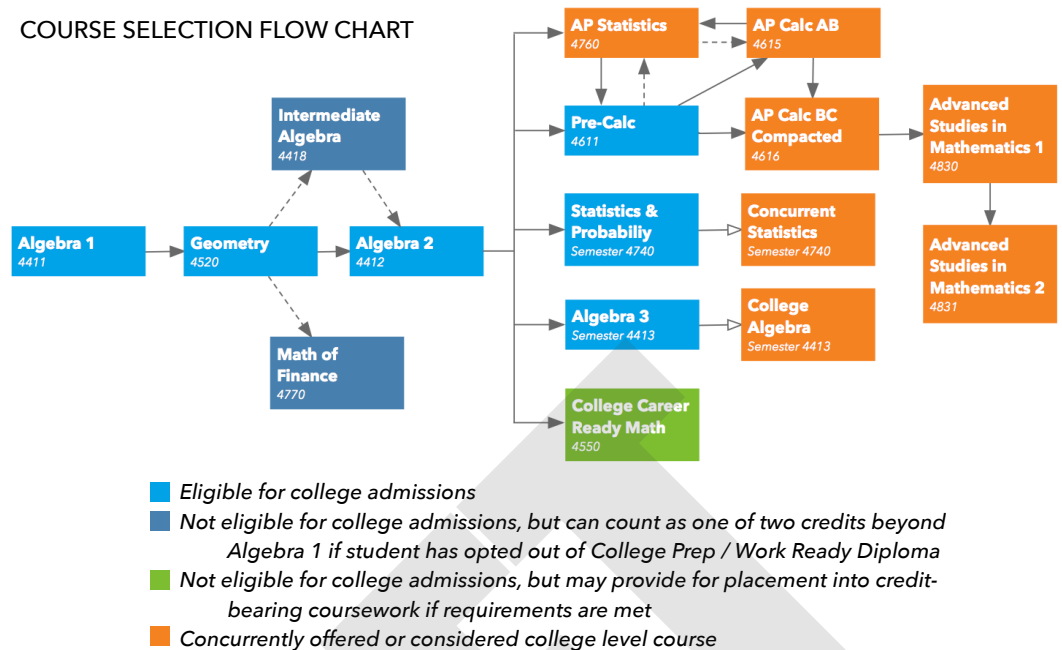 COURSE SELECTION FLOW CHART
AP Statistics
4760
AP Calc AB
4615
Intermediate
Algebra
4418
Pre-Calc
4611
AP Calc BC
Compacted
4616
Advanced
Studies in
Mathematics 1
4830
Algebra 1
4411
Geometry
4520
Algebra 2
4412
Statistics &
Probabiliy
Semester 4740
Concurrent
Statistics
Semester 4740
Advanced
Studies in
Mathematics 2
4831
Math of
Finance
4770
Algebra 3
Semester 4413
College
Algebra
Semester 4413
College Career
Ready Math
4550
Eligible for college admissions
Not eligible for college admissions, but can count as one of two credits beyond
Algebra 1 if student has opted out of College Prep / Work Ready Diploma
Not eligible for college admissions, but may provide for placement into credit-
bearing coursework if requirements are met
Concurrently offered or considered college level course